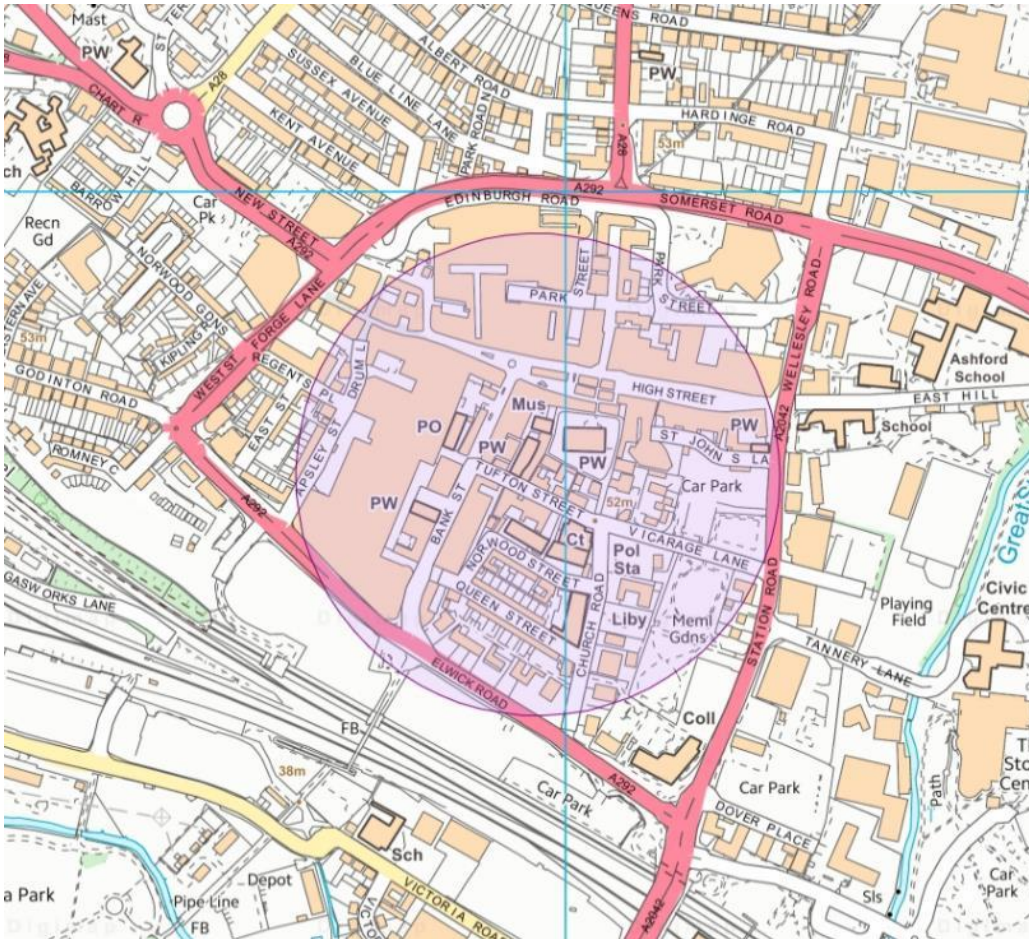 Mast
PW
ST
A28
CHART R
QUEENS ROAD
ALBERT ROAD
BLUE LINE LANE
SUSSEX AVENUE
KENT AVENUE
PARK ROAD
PW
HARDINGE ROAD
A28
53m
ch
BARROW HILL
Car
Pk
NEW STREET
A292
A292
EDINBURGH ROAD
SOMERSET ROAD
Recn
Gd
NORWOOD GDNS
KIPLING R
53m
GODINTON ROAD
ROMNEY C
WEST ST
FORGE LANE
REGENTS PL
EAST ST
DRUM L
APSLEY ST
PARK STREET
STREET
PARK
STREET
A2042 WELLESLEY ROAD
Ashford
School
EAST HILL
School
HIGH STREET
Mus
PO
PW
PW
PW
ST JOHN S LA
Car Park
TUFTON STREET
52m
PW
BANK ST
Ct
VICARAGE LANE
NORWOOD STREET
Pol
Sta
QUEEN STREET
Liby
CHURCH ROAD
Meml
Gdns
A292
ELWICK ROAD
STATION ROAD
TANNERY LANE
Playing
Field
Civic
Centre
GASWORKS LANE
FB
38m
Coll
Car Park
A292
Car Park
DOVER PLACE
Path
Sch
VICTORIA ROAD
Depot
Pipe Line
FB
a Park
A2042
Sls
Car
Park